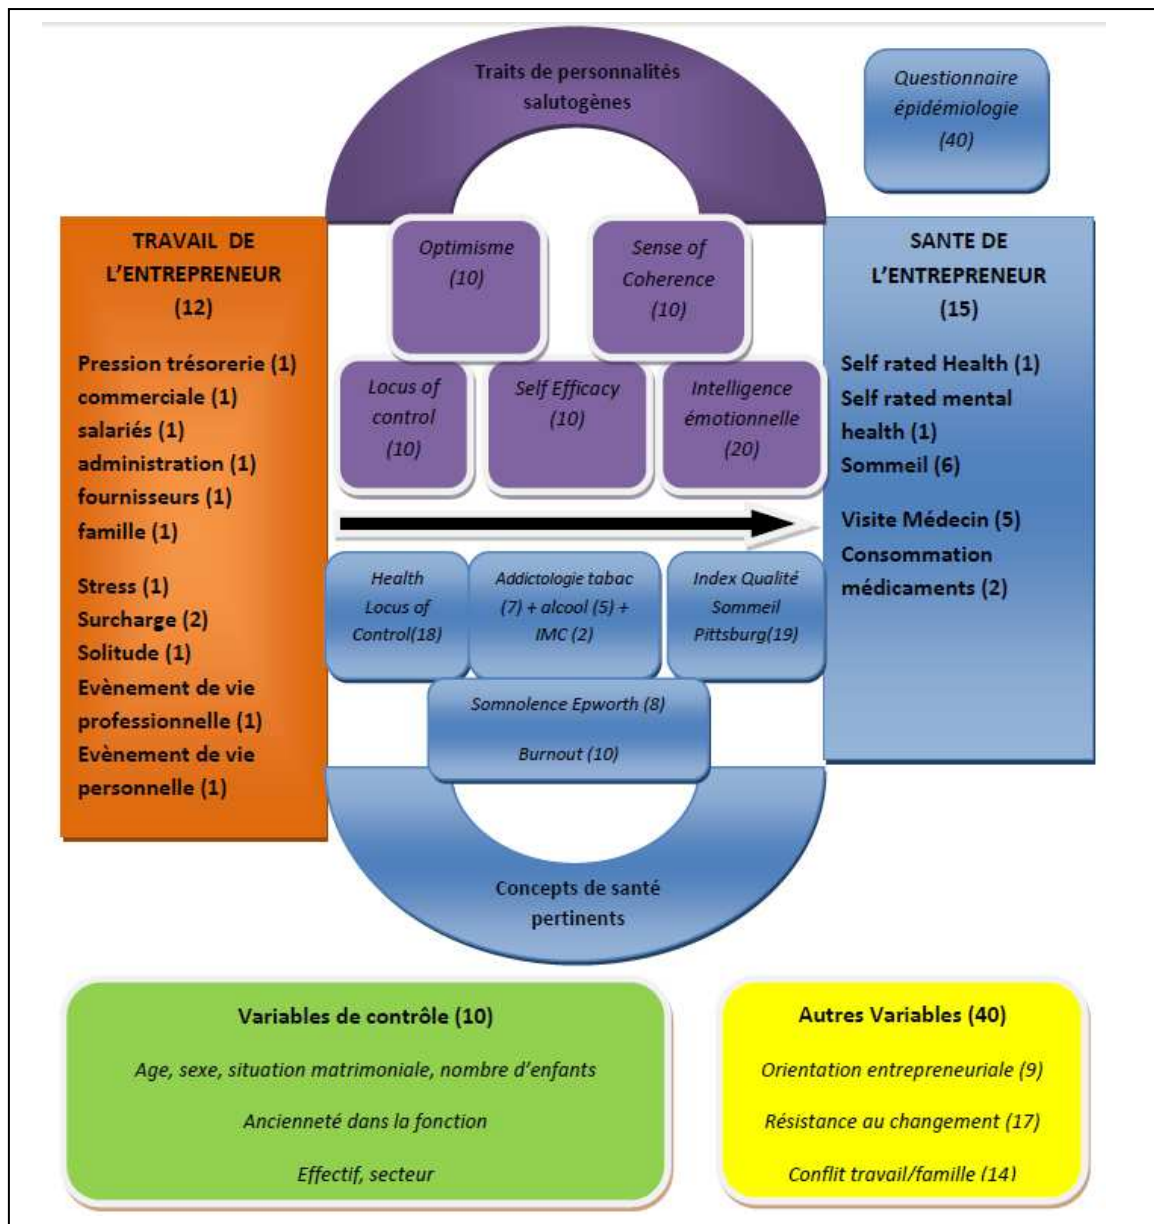 Traits de personnalités
salutogènes
Questionnaire
épidémiologie
(40)
TRAVAIL DE
L’ENTREPRENEUR
(12)
Pression trésorerie (1)
commerciale (1)
salariés (1)
administration (1)
fournisseurs (1)
famille (1)
Stress (1)
Surcharge (2)
Solitude (1)
Evènement de vie
professionnelle (1)
Evènement de vie
personnelle (1)
Optimisme
(10)
Sense of
Coherence
(10)
Locus of
control
(10)
Self Efficacy
(10)
Intelligence
émotionnelle
(20)
Health
Locus of
Control(18)
Addictologie tabac
(7) + alcool (5) +
IMC (2)
Index Qualité
Sommeil
Pittsburg(19)
Somnolence Epworth (8)
Burnout (10)
Concepts de santé
pertinents
SANTE DE
L’ENTREPRENEUR
(15)
Self rated Health (1)
Self rated mental
health (1)
Sommeil (6)
Visite Médecin (5)
Consommation
médicaments (2)
Variables de contrôle (10)
Age, sexe, situation matrimoniale, nombre d’enfants
Ancienneté dans la fonction
Effectif, secteur
Autres Variables (40)
Orientation entrepreneuriale (9)
Résistance au changement (17)
Conflit travail/famille (14)